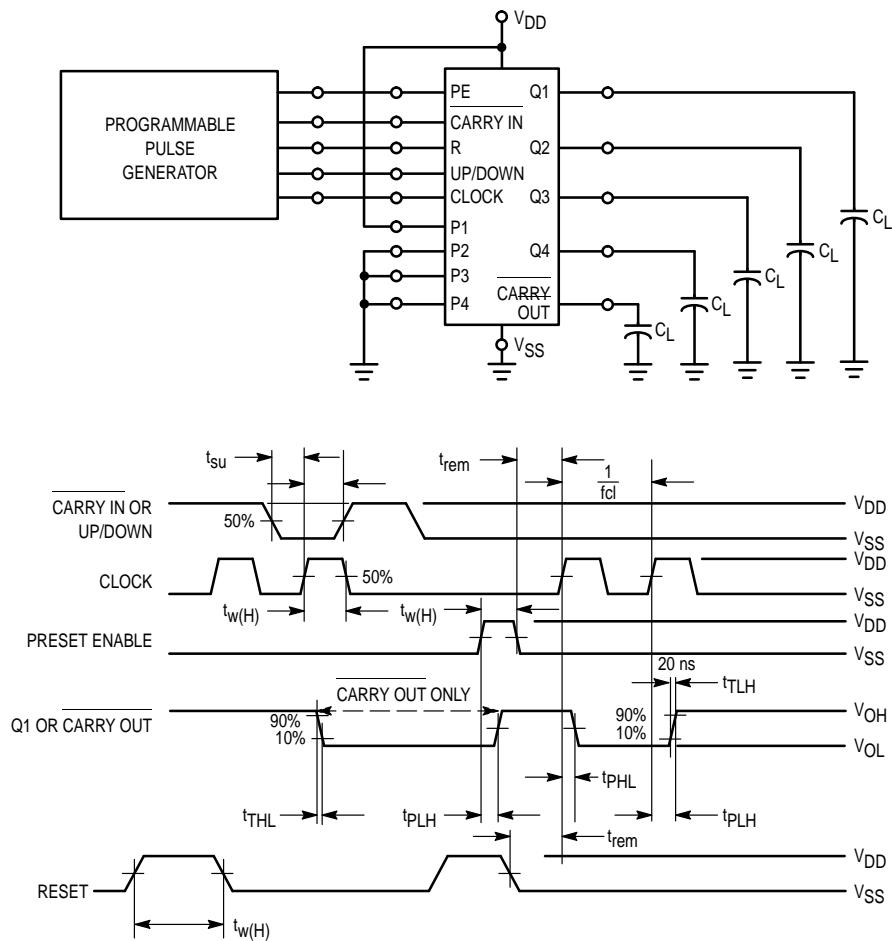 VDD
PROGRAMMABLE
PULSE
GENERATOR
PE
CARRY IN
R
UP/DOWN
CLOCK
P1
P2
P3
P4
Q1
Q2
Q3
Q4
CARRY
OUT
CL
CL
CL
CL
CL
VSS
tsu
trem
1
fcl
CARRY IN OR
UP/DOWN
50%
VDD
VSS
CLOCK
50%
VDD
VSS
tw(H)
tw(H)
PRESET ENABLE
VDD
VSS
20 ns
tTLH
CARRY OUT ONLY
Q1 OR CARRY OUT
90%
10%
90%
10%
VOH
VOL
tPHL
tTHL
tPLH
tPLH
trem
RESET
VDD
VSS
tw(H)